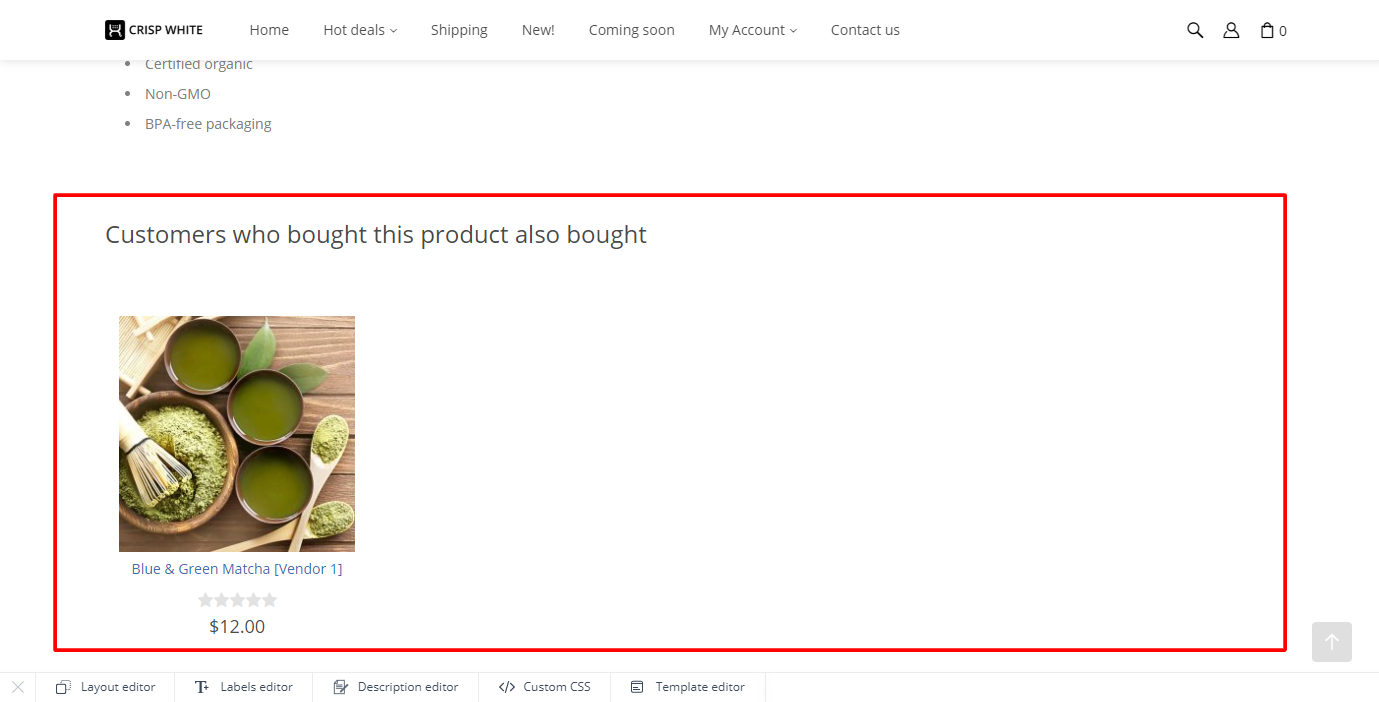 CRISP WHITE Home Hot deals Shipping New! Coming soon My Account Contact us 0
Certified organic
Non-GMO
BPA-free packaging
Customers who bought this product also bought
Blue & Green Matcha [Vendor 1]
$12.00
Layout editor Labels editor Description editor Custom CSS Template editor